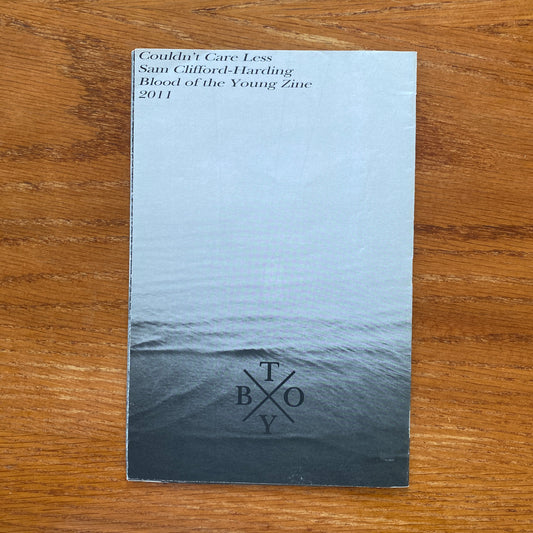 Couldn't Care Less
Sam Clifford-Harding
Blood of the Young Zine
2011
T
B O
Y